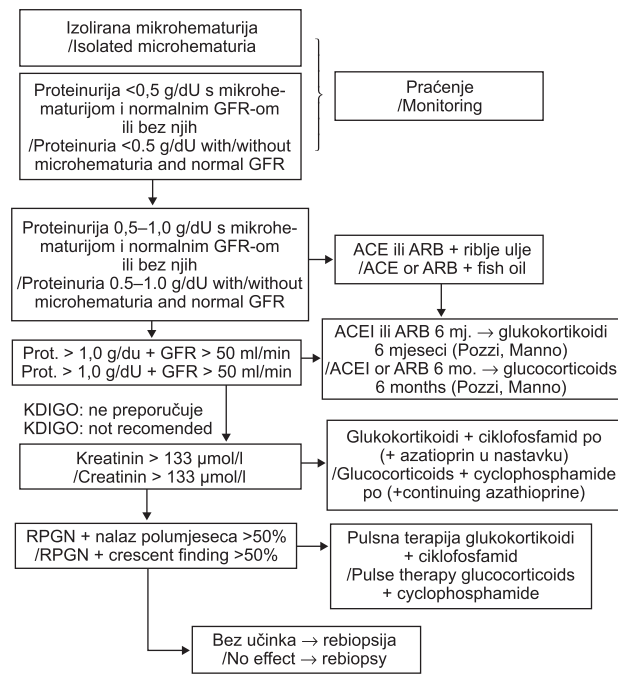 Izolirana mikrohematurija
/Isolated microhematuria
Proteinurija <0,5 g/dU s mikrohe-
maturijom i normalnim GFR-om
ili bez njih
/Proteinuria <0.5 g/dU with/without
microhematuria and normal GFR
Praćenje
/Monitoring
Proteinurija 0,5–1,0 g/dU s mikrohe-
maturijom i normalnim GFR-om
ili bez njih
/Proteinuria 0.5–1.0 g/dU with/without
microhematuria and normal GFR
ACE ili ARB + riblje ulje
/ACE or ARB + fish oil
Prot. > 1,0 g/du + GFR > 50 ml/min
Prot. > 1,0 g/dU + GFR > 50 ml/min
ACEI ili ARB 6 mj. → glukokortikoidi
6 mjeseci (Pozzi, Manno)
/ACEI or ARB 6 mo. → glucocorticoids
6 months (Pozzi, Manno)
KDIGO: ne preporučuje
KDIGO: not recomended
Kreatinin > 133 µmol/l
/Creatinin > 133 µmol/l
Glukokortikoidi + ciklofosfamid po
(+ azatioprin u nastavku)
/Glucocorticoids + cyclophosphamide
po (+continuing azathioprine)
RPGN + nalaz polumjeseca >50%
/RPGN + crescent finding >50%
Pulsna terapija glukokortikoidi
+ ciklofosfamid
/Pulse therapy glucocorticoids
+ cyclophosphamide
Bez učinka → rebiopsija
/No effect → rebiopsy